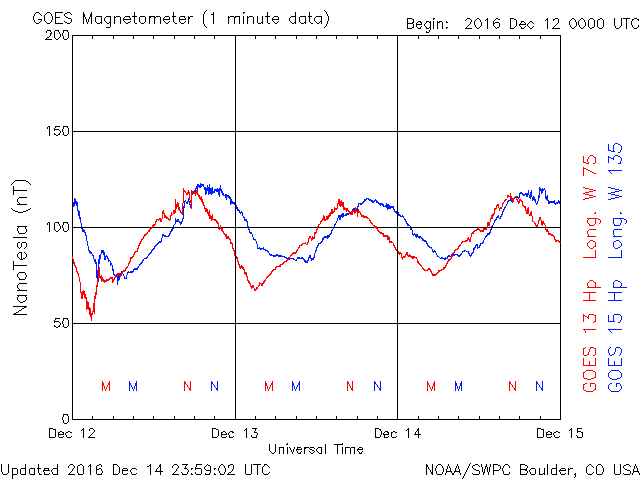 GOES Magnetometer (1 minute data)
Begin: 2016 Dec 12 0000 UTC
200
150
100
50
0
NanoTesla (nT)
M M N N M M N N M M N N
Dec 12 Dec 13 Dec 14 Dec 15
Universal Time
GOES 13 Hp Long. W 75
GOES 15 Hp Long. W 135
Updated 2016 Dec 14 23:59:02 UTC
NOAA/SWPC Boulder, CO USA